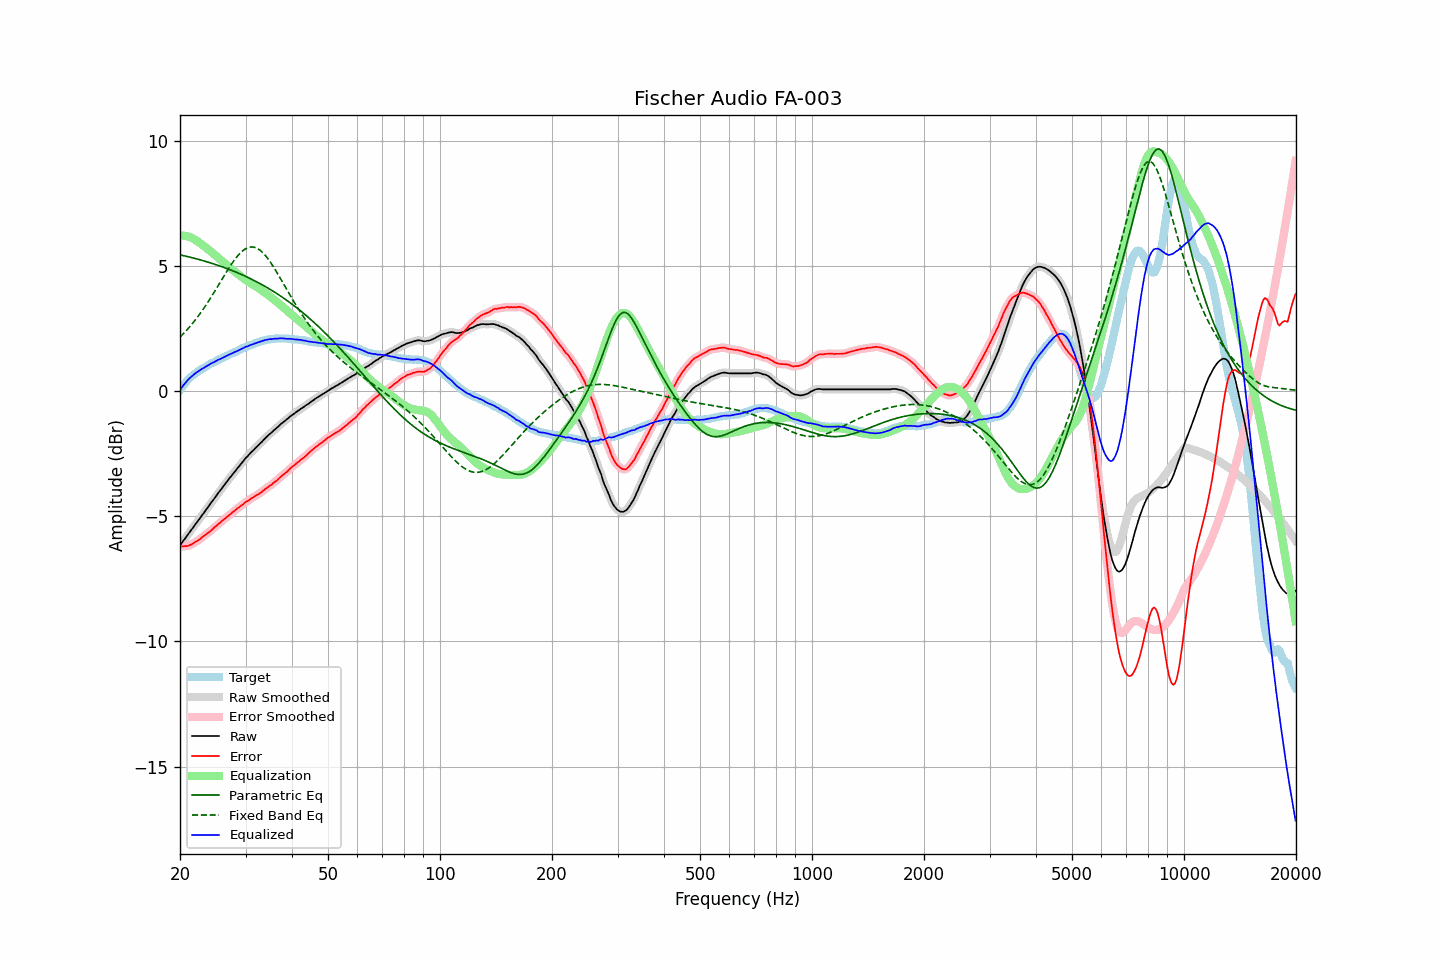 Fischer Audio FA-003
Amplitude (dBr)
10
5
0
−5
−10
−15
Target
Raw Smoothed
Error Smoothed
Raw
Error
Equalization
Parametric Eq
Fixed Band Eq
Equalized
20 50 100 200 500 1000 2000 5000 10000 20000
Frequency (Hz)